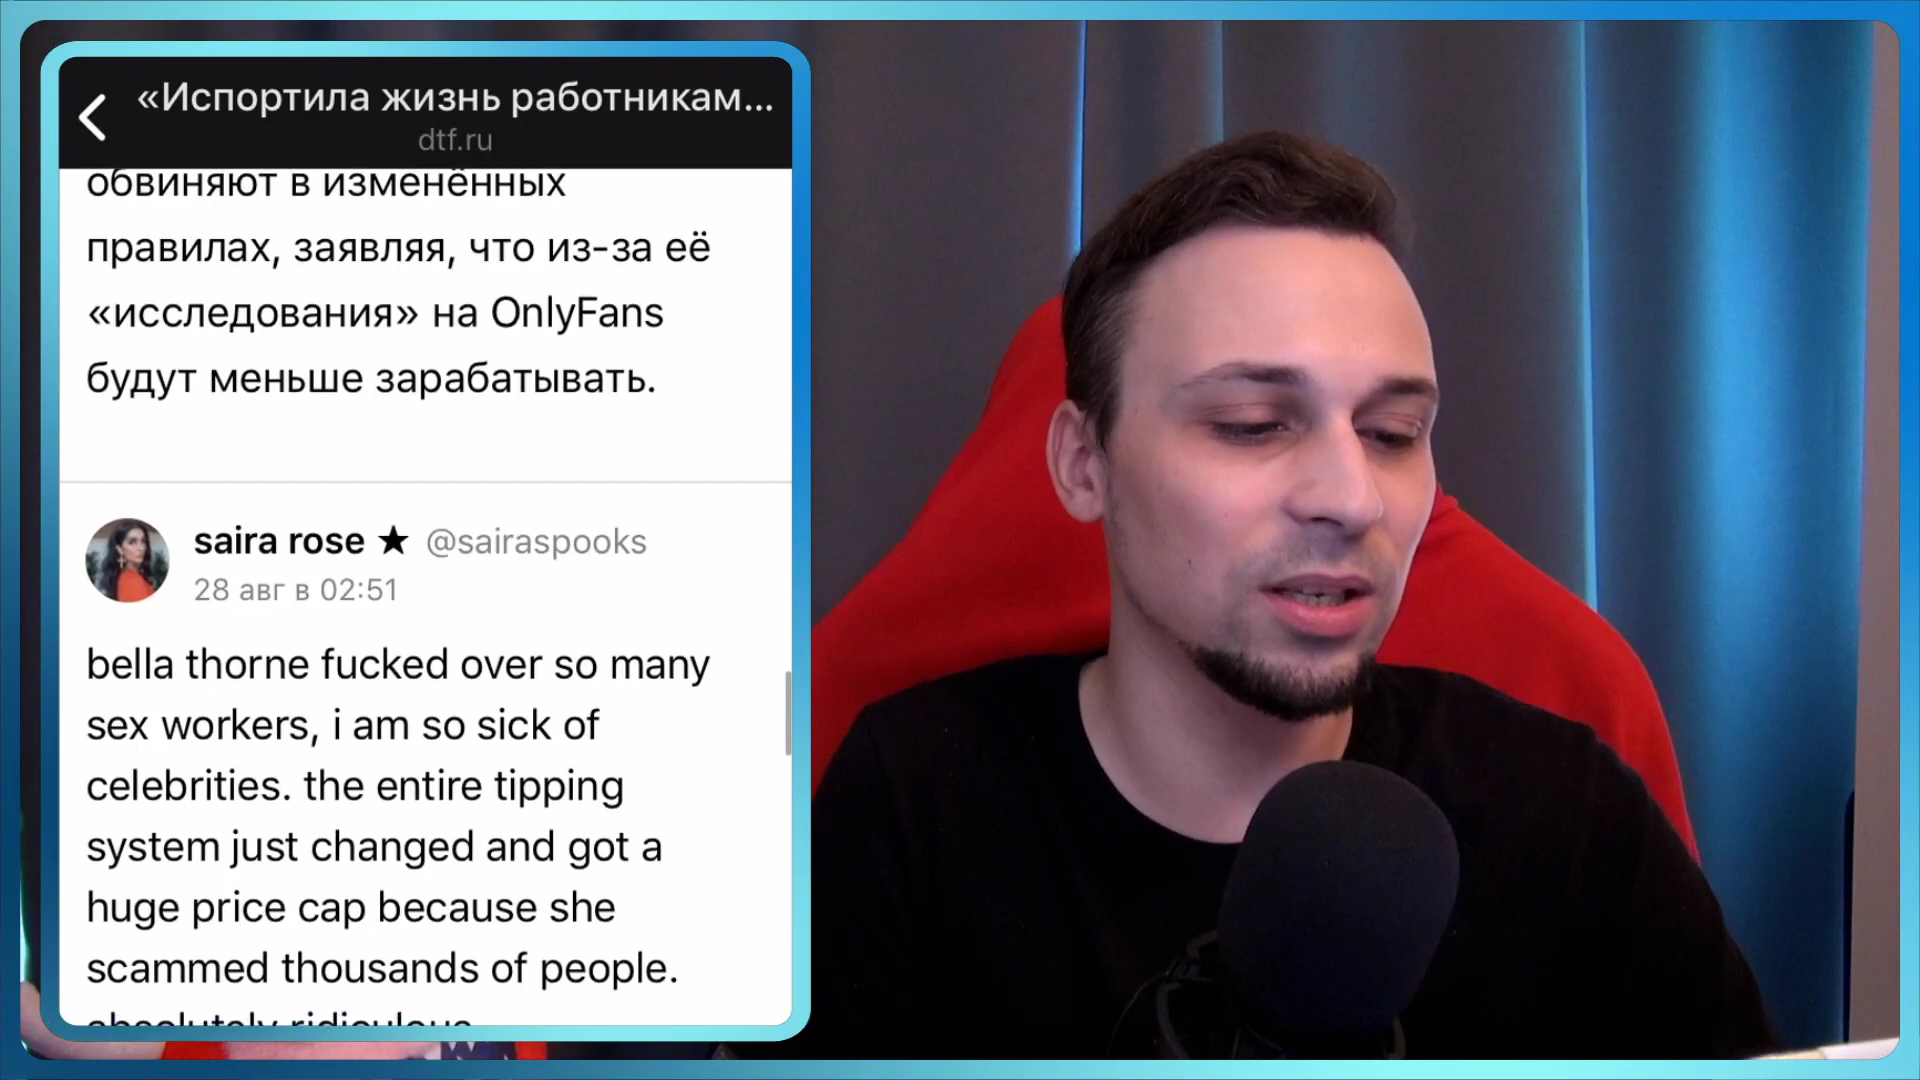 «Испортила жизнь работникам...
dtf.ru
обвиняют в изменённых
правилах, заявляя, что из-за её
«исследования» на OnlyFans
будут меньше зарабатывать.
saira rose ★ @sairaspooks
28 авг в 02:51
bella thorne fucked over so many
sex workers, i am so sick of
celebrities. the entire tipping
system just changed and got a
huge price cap because she
scammed thousands of people.
absolutely ridiculous